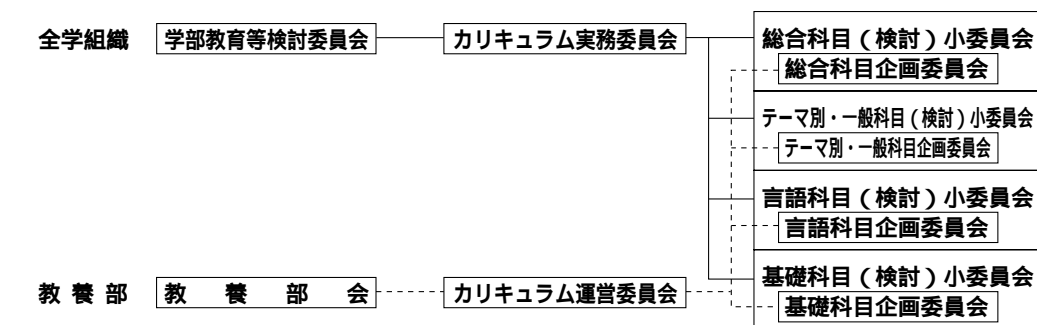 全学組織 学部教育等検討委員会 カリキュラム実務委員会 総合科目(検討)小委員会
総合科目企画委員会
テーマ別・一般科目(検討)小委員会
テーマ別・一般科目企画委員会
言語科目(検討)小委員会
言語科目企画委員会
基礎科目(検討)小委員会
教養部 教養部会 カリキュラム運営委員会
基礎科目企画委員会